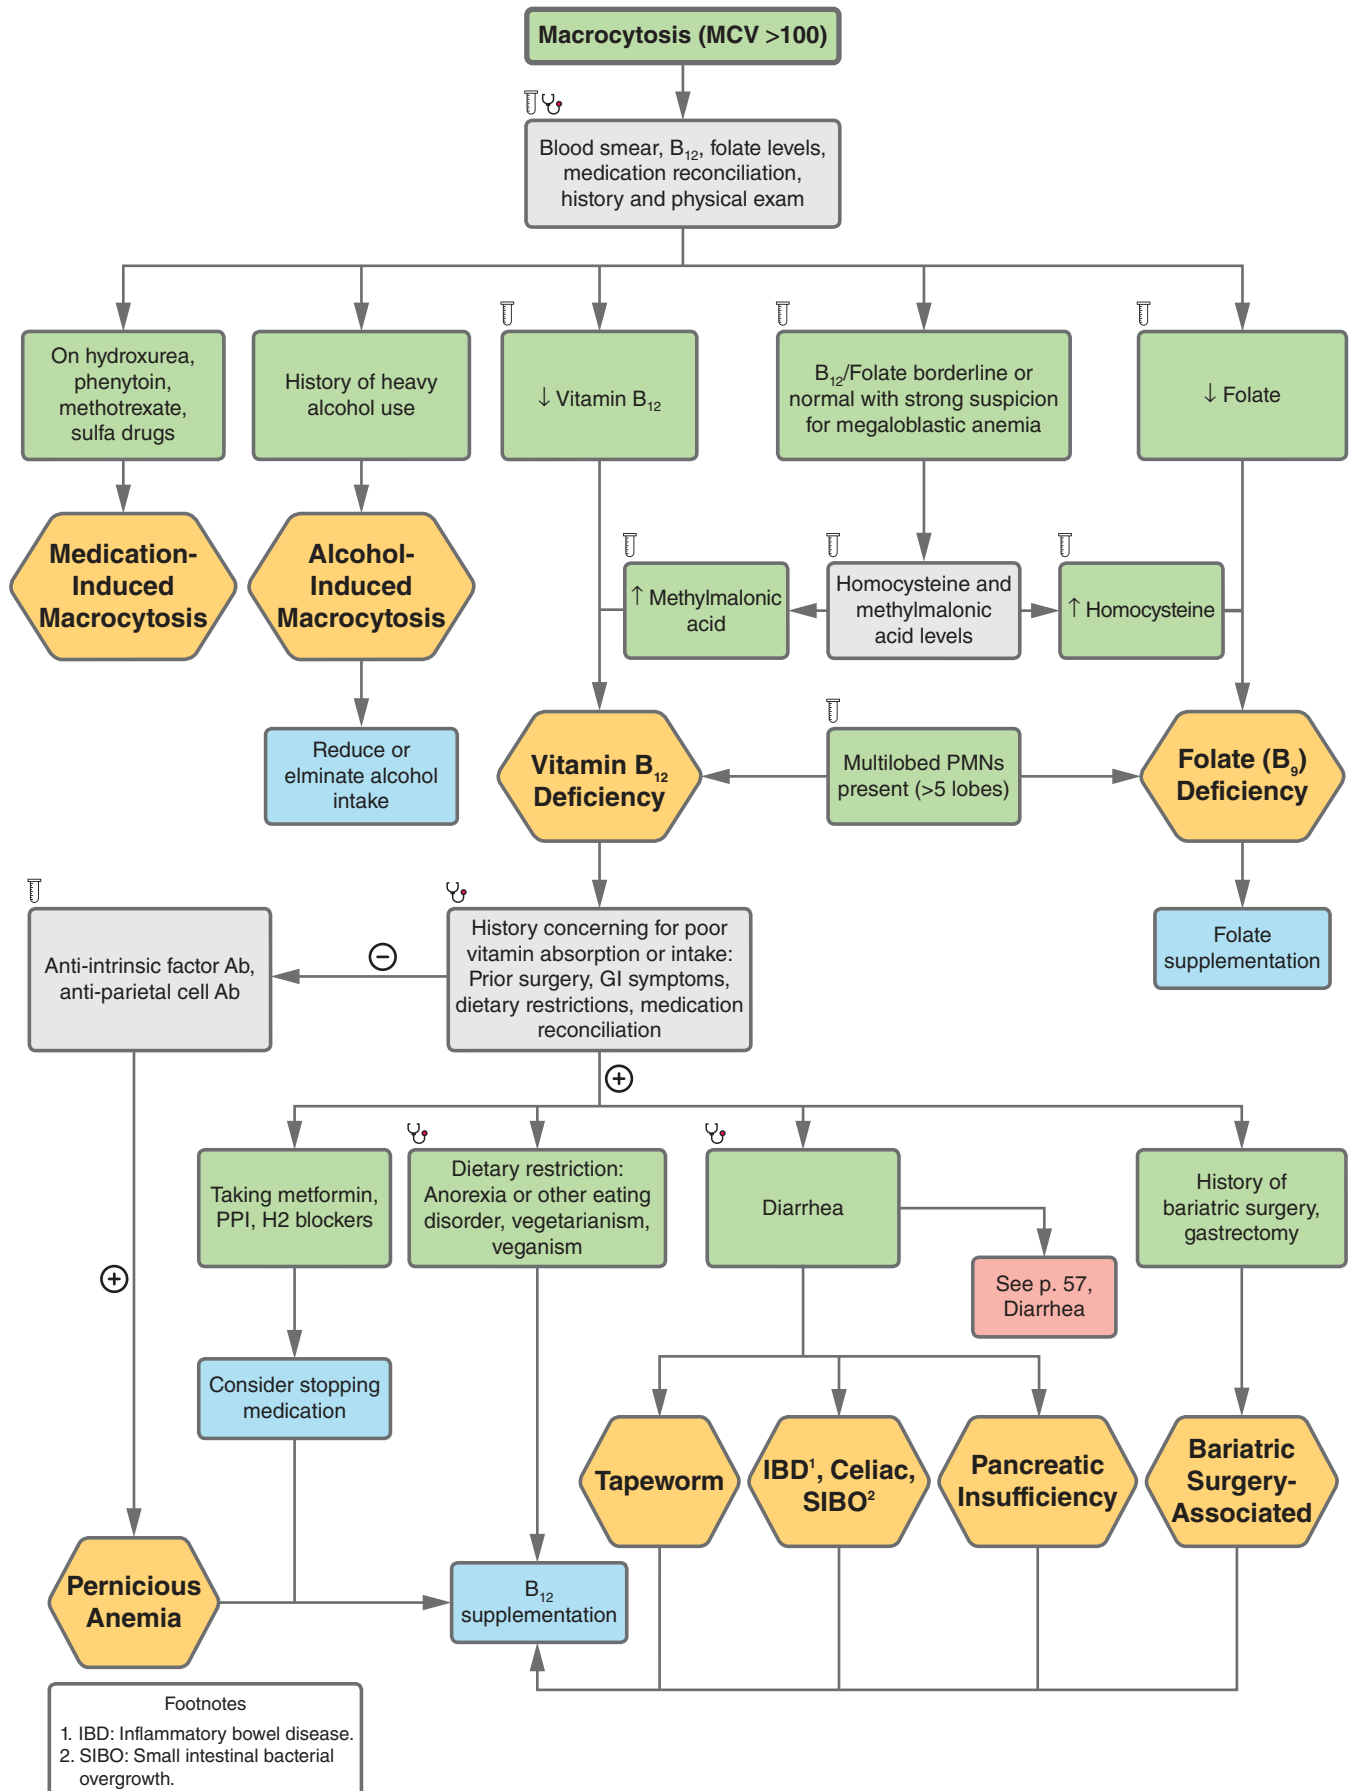 Macrocytosis (MCV >100)
Blood smear, B₁₂, folate levels,
medication reconciliation,
history and physical exam
On hydroxurea,
phenytoin,
methotrexate,
sulfa drugs
History of heavy
alcohol use
↓ Vitamin B₁₂
B₁₂/Folate borderline or
normal with strong suspicion
for megaloblastic anemia
↓ Folate
Medication-
Induced
Macrocytosis
Alcohol-
Induced
Macrocytosis
↑ Methylmalonic
acid
Homocysteine and
methylmalonic
acid levels
↑ Homocysteine
Reduce or
elminate alcohol
intake
Vitamin B₁₂
Deficiency
Multilobed PMNs
present (>5 lobes)
Folate (B₉)
Deficiency
Anti-intrinsic factor Ab,
anti-parietal cell Ab
−
History concerning for poor
vitamin absorption or intake:
Prior surgery, GI symptoms,
dietary restrictions, medication
reconciliation
Folate
supplementation
+
Taking metformin,
PPI, H2 blockers
Dietary restriction:
Anorexia or other eating
disorder, vegetarianism,
veganism
Diarrhea
History of
bariatric surgery,
gastrectomy
+
See p. 57,
Diarrhea
Consider stopping
medication
Tapeworm
IBD¹, Celiac,
SIBO²
Pancreatic
Insufficiency
Bariatric
Surgery-
Associated
Pernicious
Anemia
B₁₂
supplementation
Footnotes
1. IBD: Inflammatory bowel disease.
2. SIBO: Small intestinal bacterial
overgrowth.